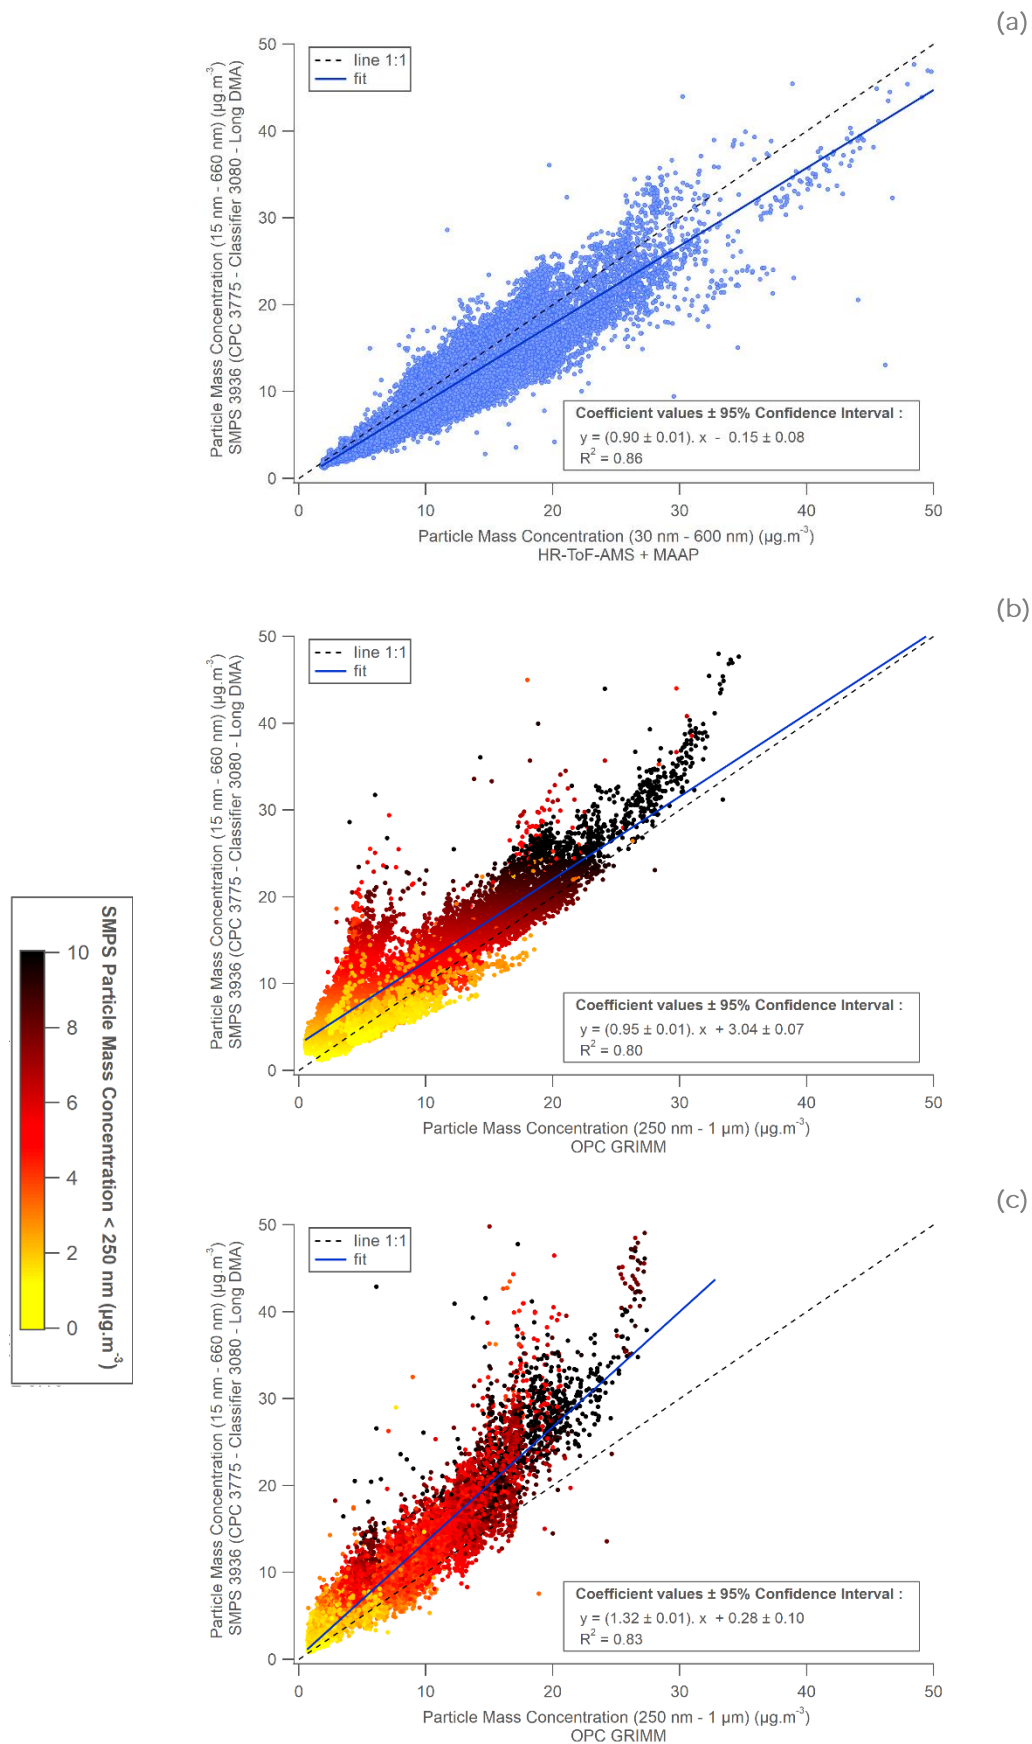 (a)
50
40
30
20
10
0
Particle Mass Concentration (15 nm - 660 nm) (µg.m⁻³)
SMPS 3936 (CPC 3775 - Classifier 3080 - Long DMA)
line 1:1
fit
Coefficient values ± 95% Confidence Interval :
y = (0.90 ± 0.01). x - 0.15 ± 0.08
R² = 0.86
0 10 20 30 40 50
Particle Mass Concentration (30 nm - 600 nm) (µg.m⁻³)
HR-ToF-AMS + MAAP
(b)
50
40
30
20
10
0
Particle Mass Concentration (15 nm - 660 nm) (µg.m⁻³)
SMPS 3936 (CPC 3775 - Classifier 3080 - Long DMA)
line 1:1
fit
Coefficient values ± 95% Confidence Interval :
y = (0.95 ± 0.01). x + 3.04 ± 0.07
R² = 0.80
0 10 20 30 40 50
Particle Mass Concentration (250 nm - 1 µm) (µg.m⁻³)
OPC GRIMM
SMPS Particle Mass Concentration < 250 nm (µg.m⁻³)
10
8
6
4
2
0
(c)
50
40
30
20
10
0
Particle Mass Concentration (15 nm - 660 nm) (µg.m⁻³)
SMPS 3936 (CPC 3775 - Classifier 3080 - Long DMA)
line 1:1
fit
Coefficient values ± 95% Confidence Interval :
y = (1.32 ± 0.01). x + 0.28 ± 0.10
R² = 0.83
0 10 20 30 40 50
Particle Mass Concentration (250 nm - 1 µm) (µg.m⁻³)
OPC GRIMM